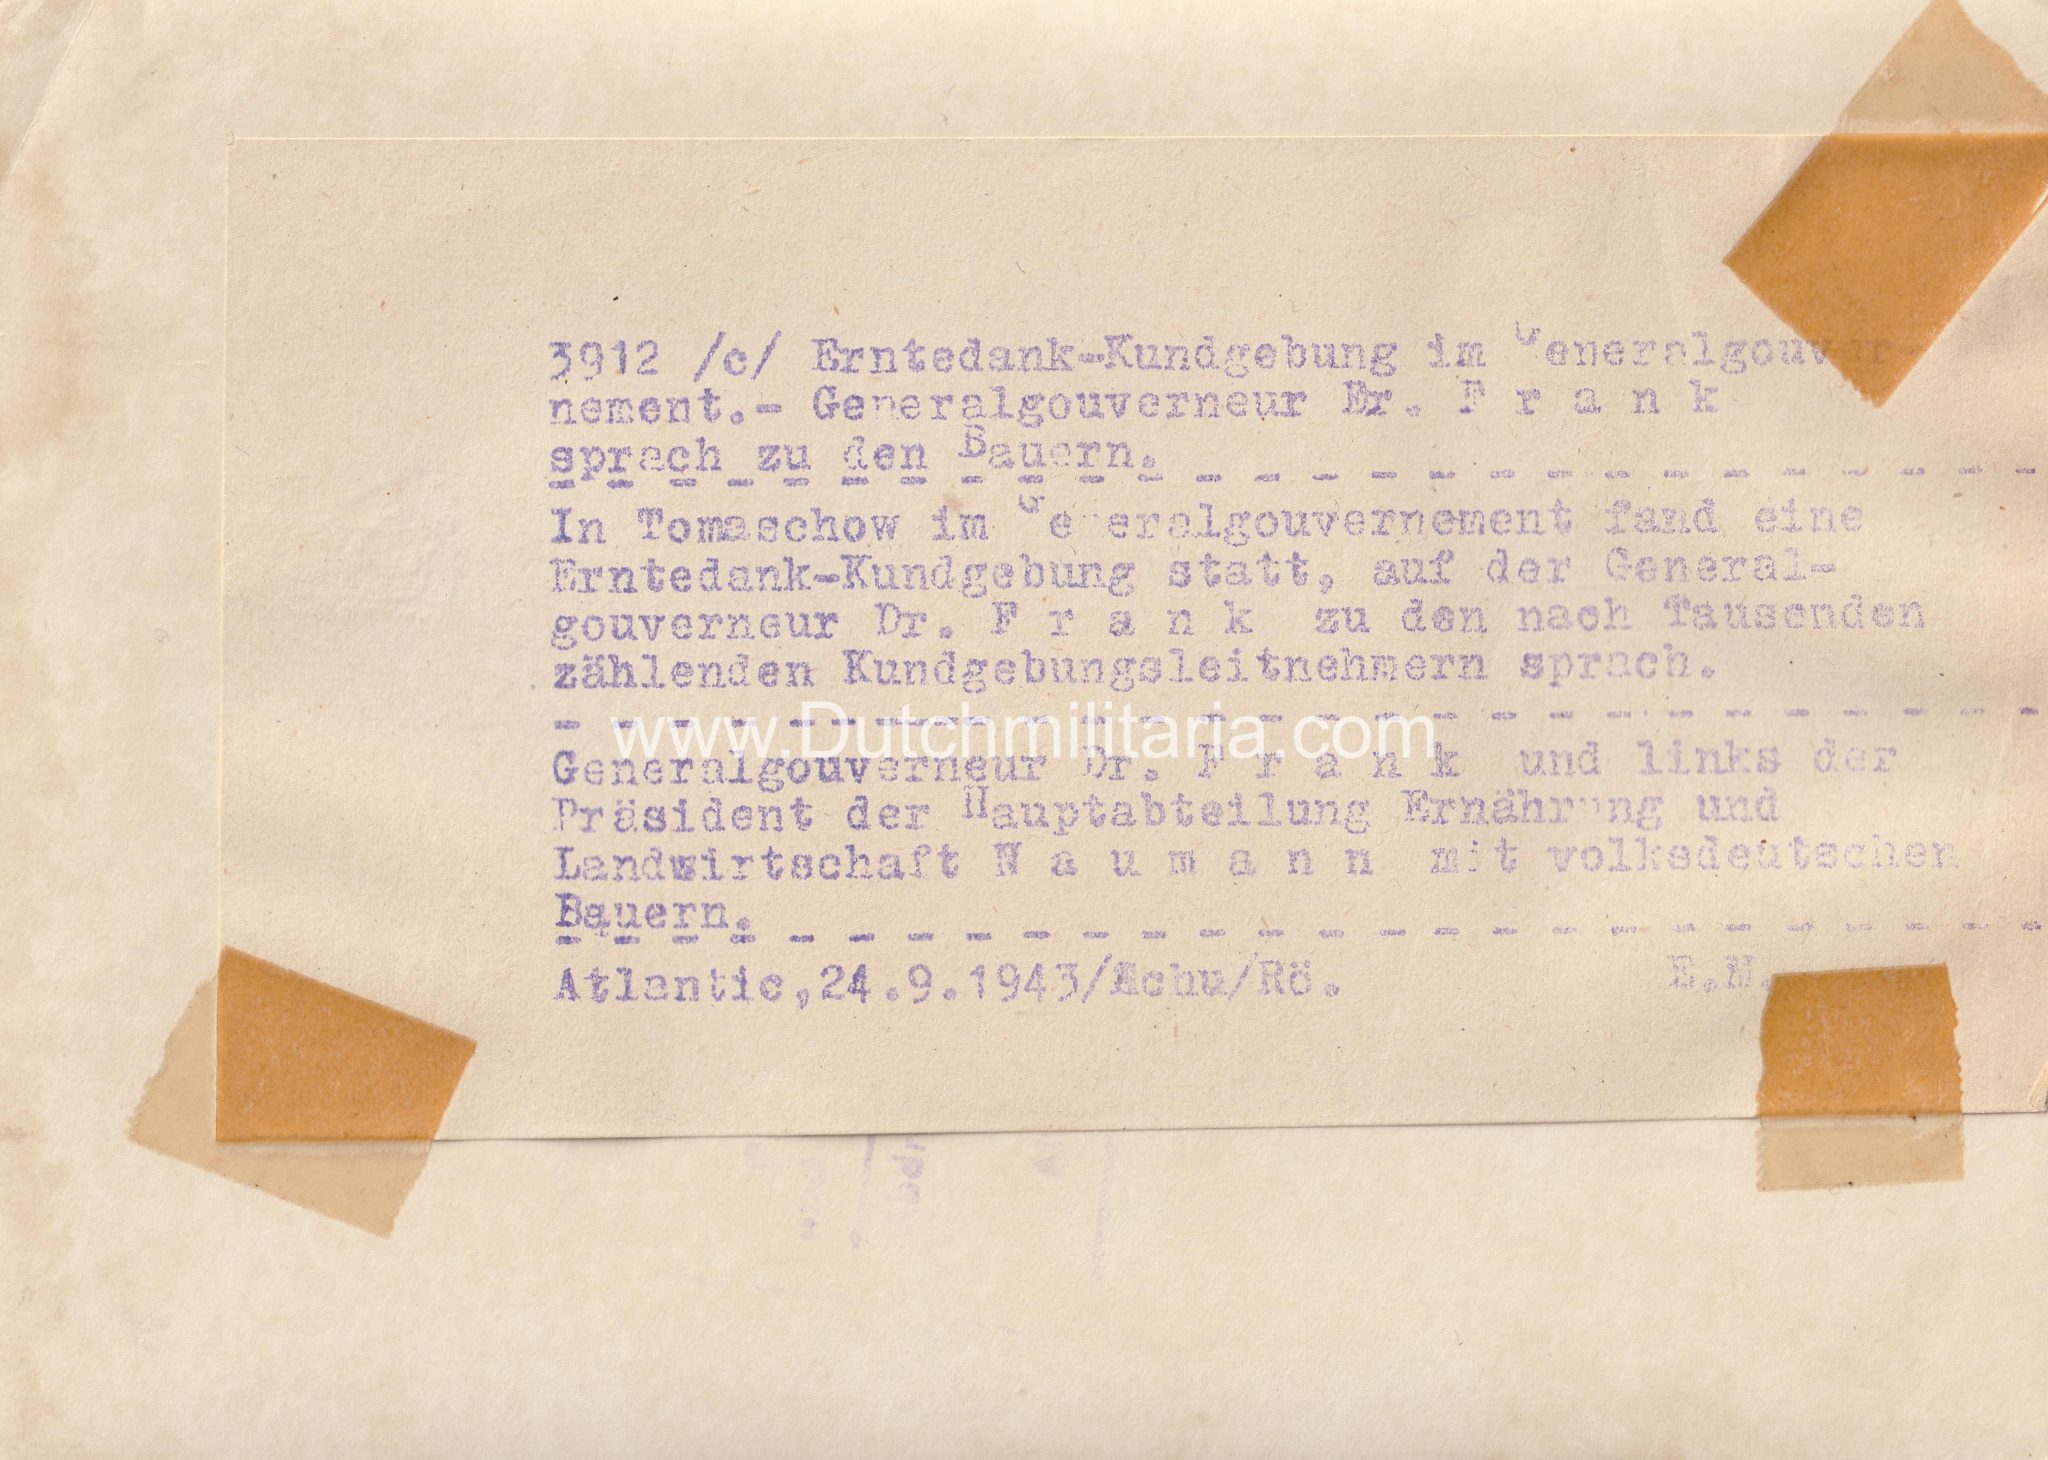 3912 /c/ Erntedank-Kundgebung im Generalgouver-
nement.- Generalgouverneur Dr. F r a n k
sprach zu den Bauern.
In Tomaschow im Generalgouvernement fand eine
Erntedank-Kundgebung statt, auf der General-
gouverneur Dr. F r a n k zu den nach Tausenden
zählenden Kundgebungsleitnehmern sprach.
www.Dutchmilitaria.com
Generalgouverneur Dr. F r a n k und links der
Präsident der Hauptabteilung Ernährung und
Landwirtschaft N a u m a n n mit volksdeutschen
Bauern.
Atlantic,24.9.1943/Achu/Rö. E.M.